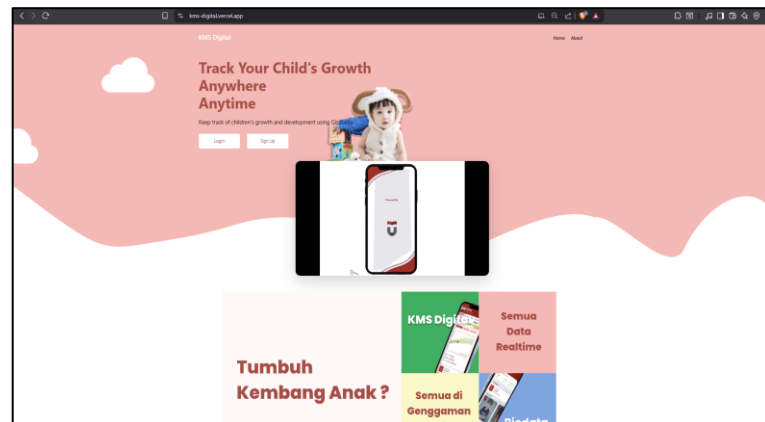 kms-digital.vercel.app
KMS Digital
Home About
Track Your Child's Growth
Anywhere
Anytime
Keep track of children's growth and development using
Login Sign Up
KMS Digital
Semua
Data
Realtime
Tumbuh
Kembang Anak ?
Semua di
Genggaman
Biodata